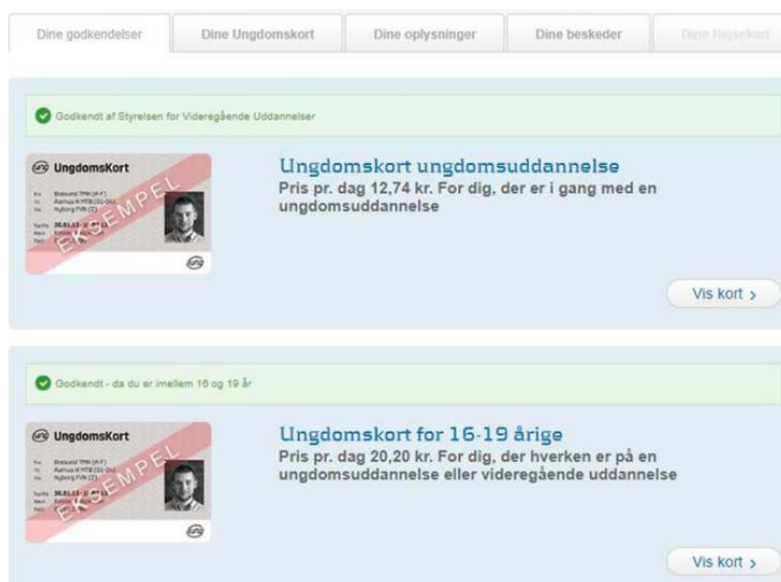 Dine godkendelser
Dine Ungdomskort
Dine oplysninger
Dine beskeder
Dine Rejsekort
Godkendt af Styrelsen for Videregående Uddannelser
UngdomsKort
EKSEMPEL
Ungdomskort ungdomsuddannelse
Pris pr. dag 12,74 kr. For dig, der er i gang med en
ungdomsuddannelse
Vis kort >
Godkendt - da du er imellem 16 og 19 år
UngdomsKort
EKSEMPEL
Ungdomskort for 16-19 årige
Pris pr. dag 20,20 kr. For dig, der hverken er på en
ungdomsuddannelse eller videregående uddannelse
Vis kort >